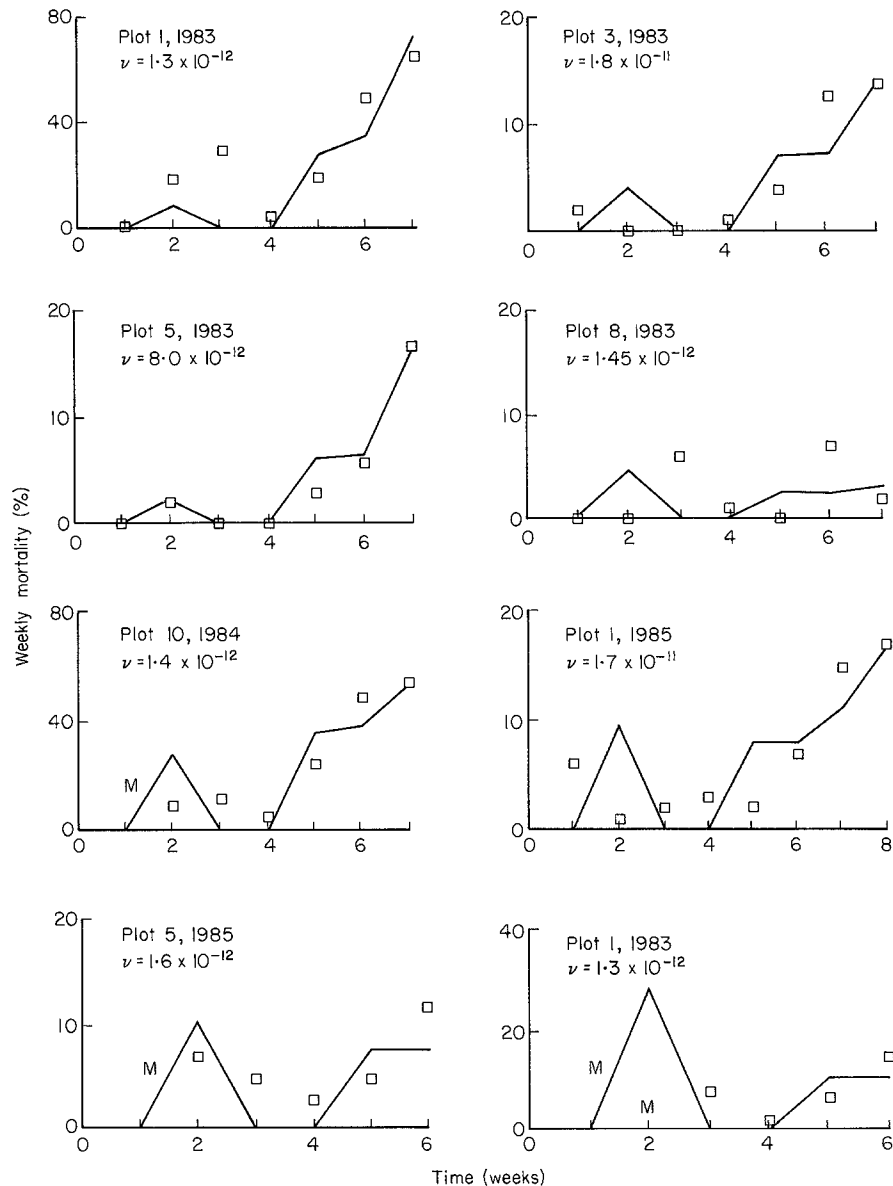 Weekly mortality (%)
Plot 1, 1983
ν = 1·3 x 10⁻¹²
80
40
0
0 2 4 6
Plot 3, 1983
ν = 1·8 x 10⁻¹¹
20
10
0
0 2 4 6
Plot 5, 1983
ν = 8·0 x 10⁻¹²
20
10
0
0 2 4 6
Plot 8, 1983
ν = 1·45 x 10⁻¹²
20
10
0
0 2 4 6
Plot 10, 1984
ν = 1·4 x 10⁻¹²
80
40
M
0
0 2 4 6
Plot 1, 1985
ν = 1·7 x 10⁻¹¹
20
10
0
0 2 4 6 8
Plot 5, 1985
ν = 1·6 x 10⁻¹²
20
10
M
0
0 2 4 6
Plot 1, 1983
ν = 1·3 x 10⁻¹²
40
20
M
M
0
0 2 4 6
Time (weeks)